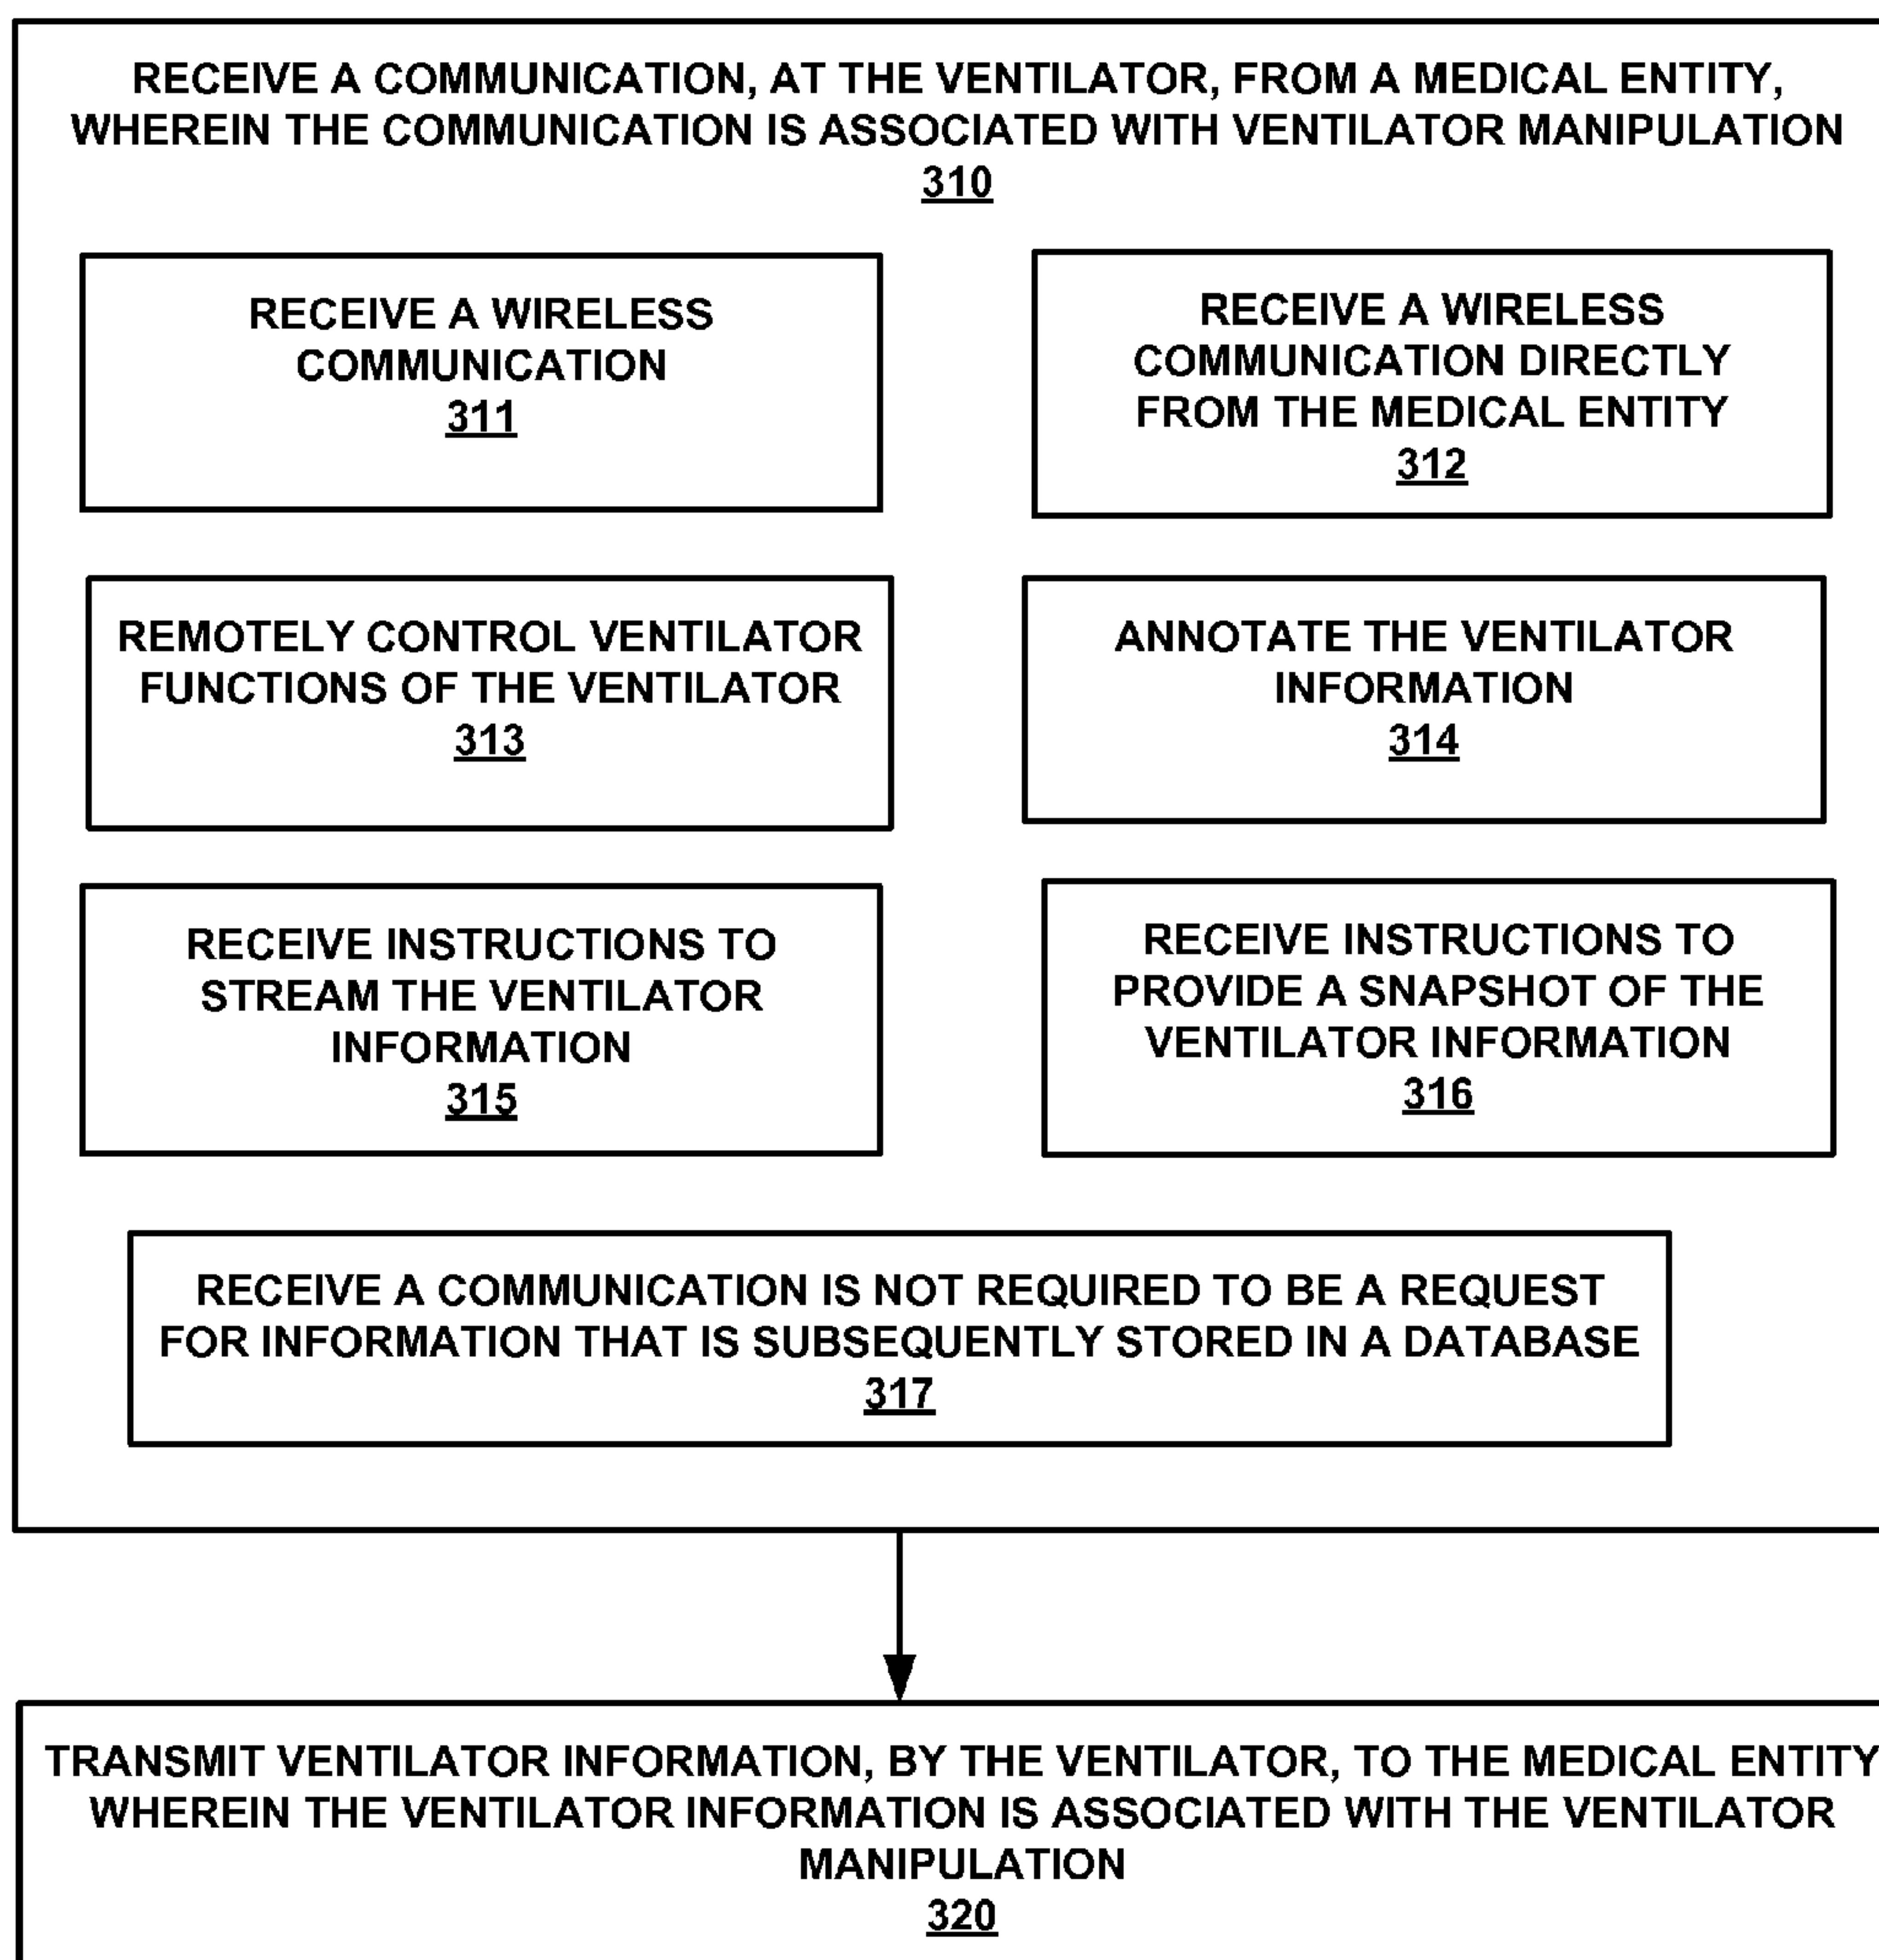 RECEIVE A COMMUNICATION, AT THE VENTILATOR, FROM A MEDICAL ENTITY,
WHEREIN THE COMMUNICATION IS ASSOCIATED WITH VENTILATOR MANIPULATION
310
RECEIVE A WIRELESS
COMMUNICATION
311
RECEIVE A WIRELESS
COMMUNICATION DIRECTLY
FROM THE MEDICAL ENTITY
312
REMOTELY CONTROL VENTILATOR
FUNCTIONS OF THE VENTILATOR
313
ANNOTATE THE VENTILATOR
INFORMATION
314
RECEIVE INSTRUCTIONS TO
STREAM THE VENTILATOR
INFORMATION
315
RECEIVE INSTRUCTIONS TO
PROVIDE A SNAPSHOT OF THE
VENTILATOR INFORMATION
316
RECEIVE A COMMUNICATION IS NOT REQUIRED TO BE A REQUEST
FOR INFORMATION THAT IS SUBSEQUENTLY STORED IN A DATABASE
317
TRANSMIT VENTILATOR INFORMATION, BY THE VENTILATOR, TO THE MEDICAL ENTITY
WHEREIN THE VENTILATOR INFORMATION IS ASSOCIATED WITH THE VENTILATOR
MANIPULATION
320